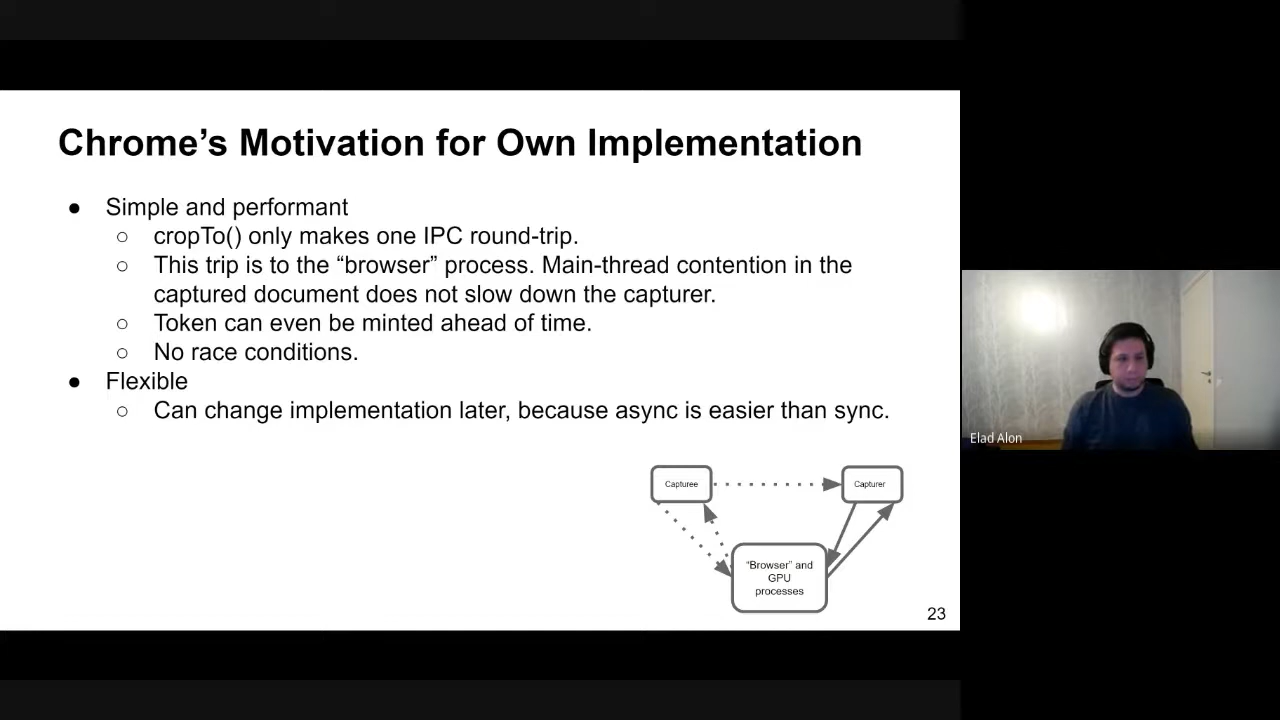 Chrome’s Motivation for Own Implementation
● Simple and performant
○ cropTo() only makes one IPC round-trip.
○ This trip is to the “browser” process. Main-thread contention in the
captured document does not slow down the capturer.
○ Token can even be minted ahead of time.
○ No race conditions.
● Flexible
○ Can change implementation later, because async is easier than sync.
Capturee
Capturer
“Browser” and
GPU
processes
23
Elad Alon